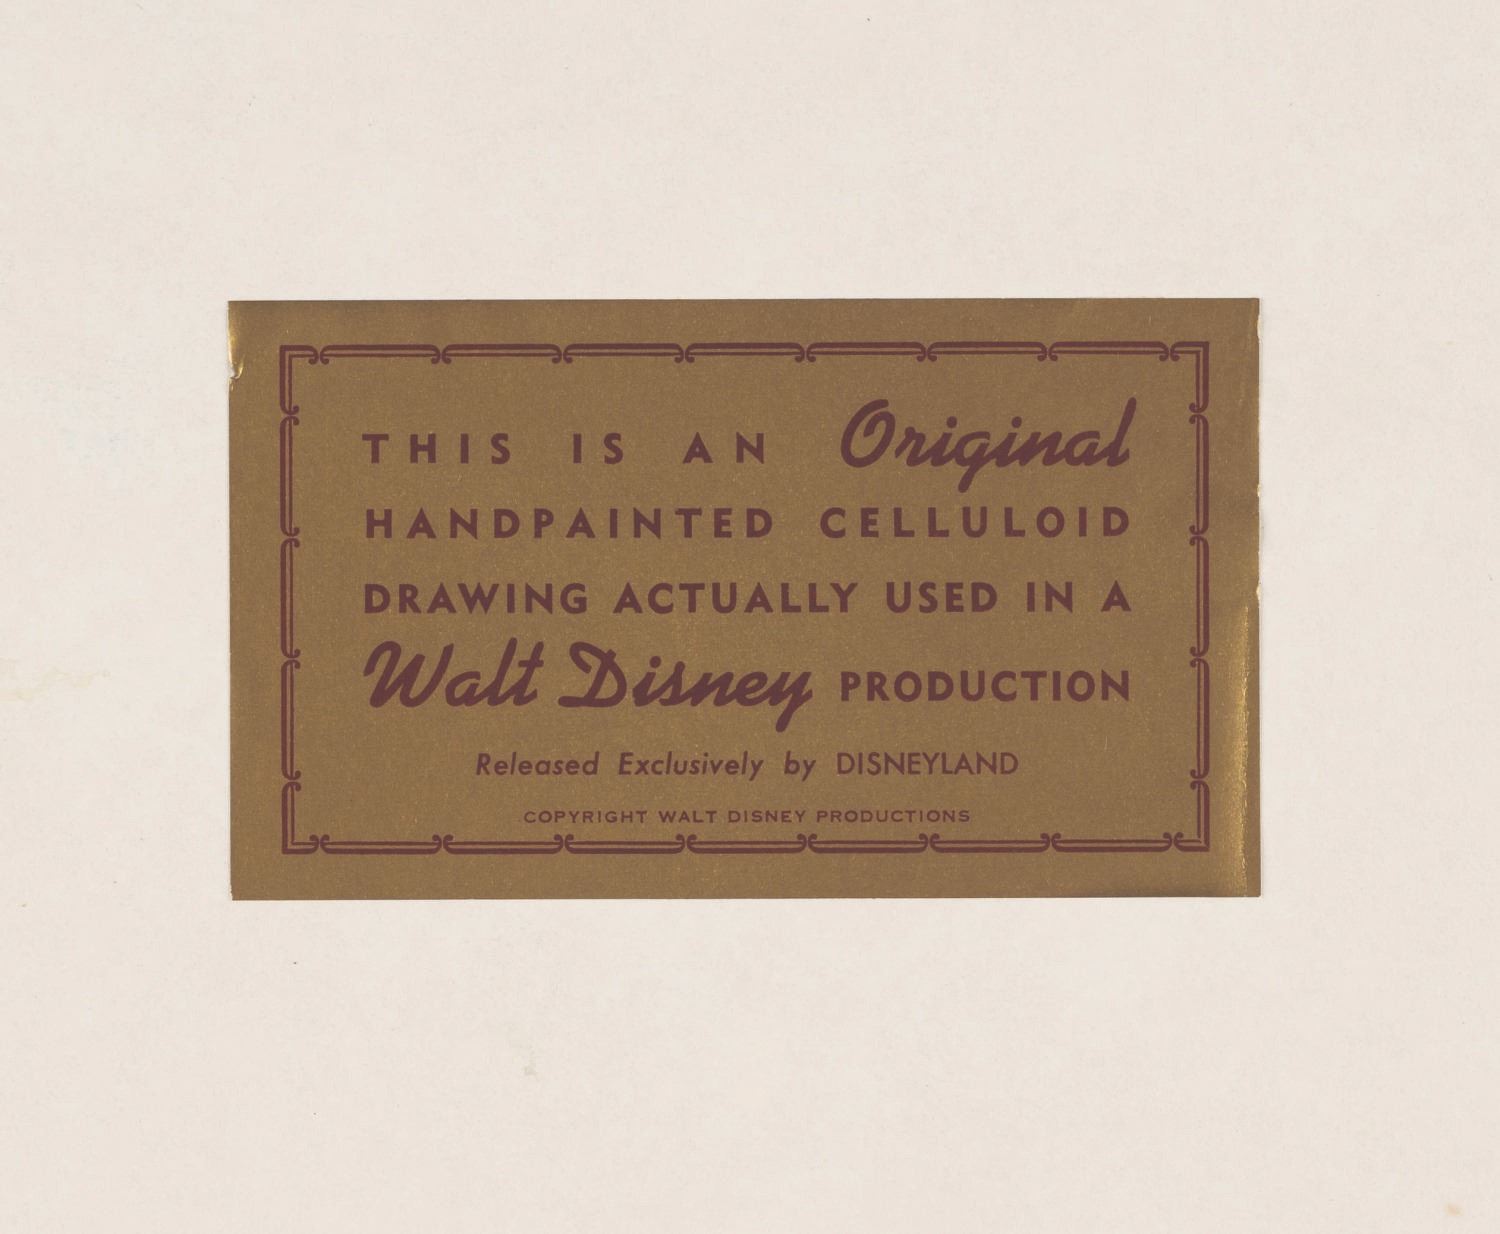 THIS IS AN Original
HANDPAINTED CELLULOID
DRAWING ACTUALLY USED IN A
Walt Disney PRODUCTION
Released Exclusively by DISNEYLAND
COPYRIGHT WALT DISNEY PRODUCTIONS